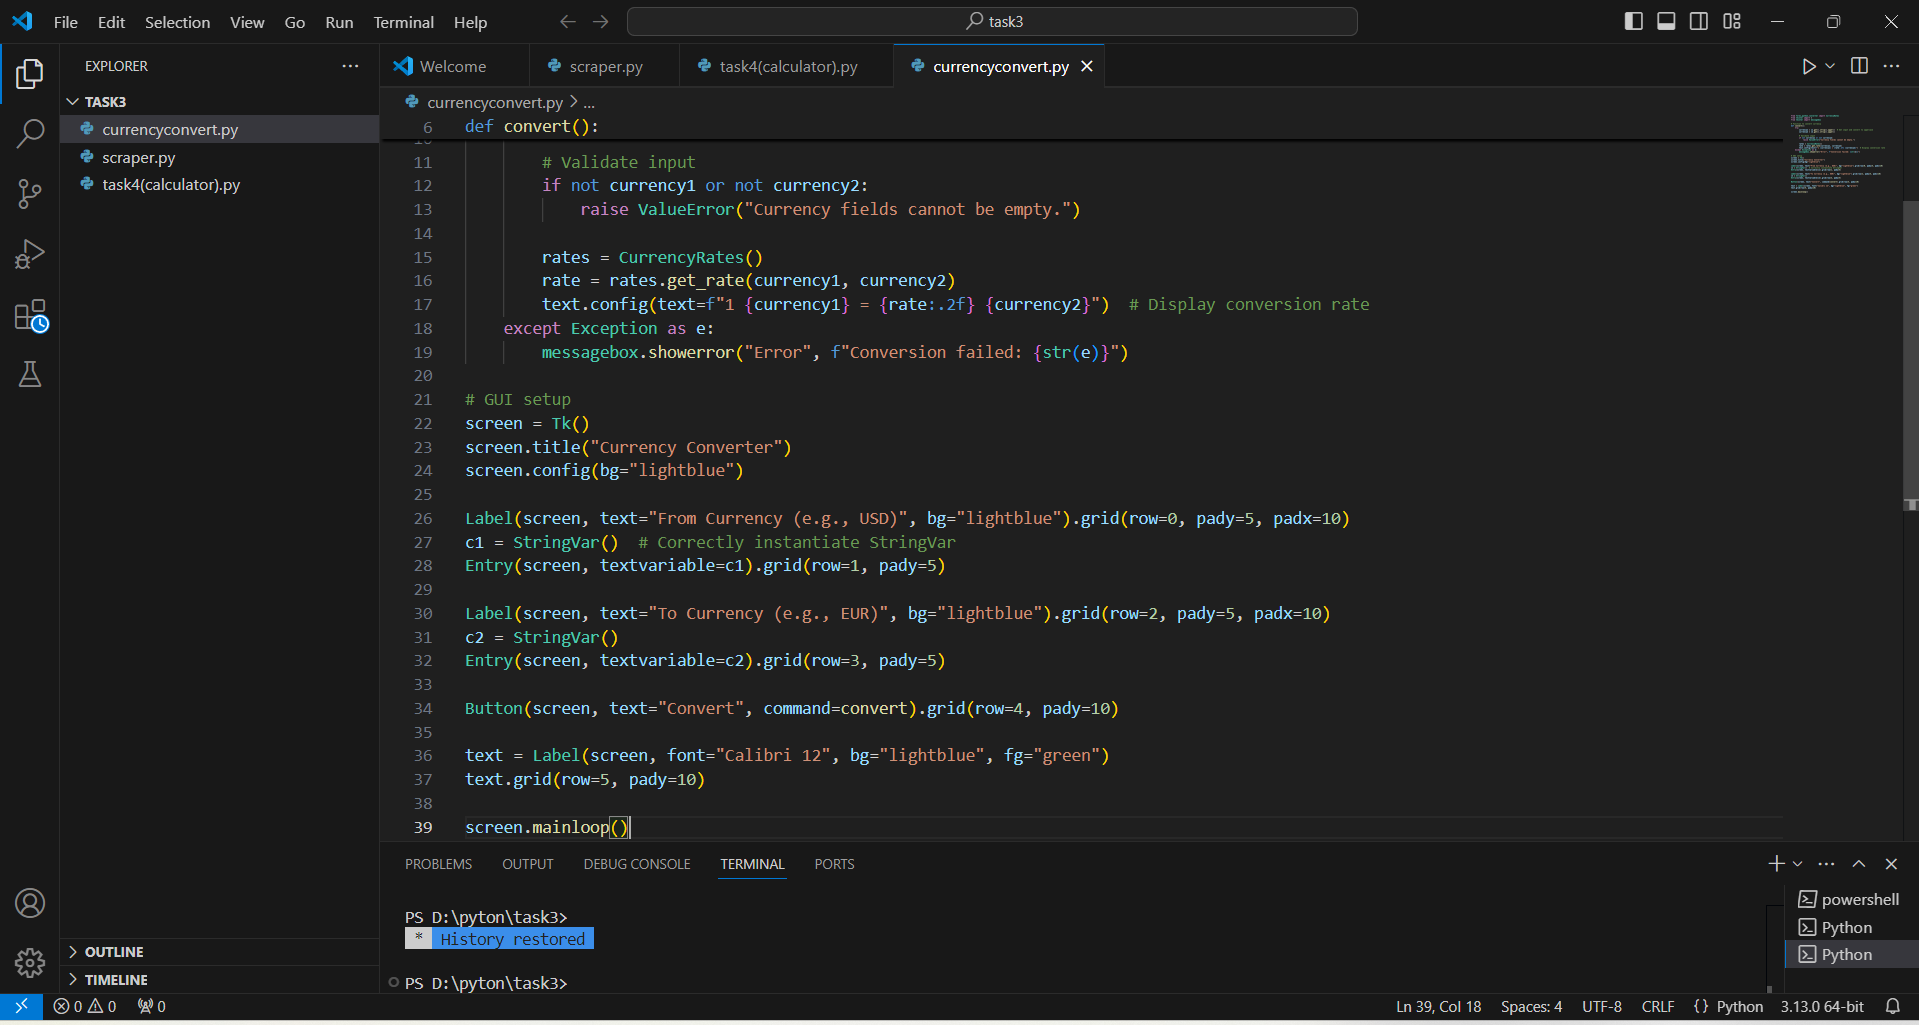 File Edit Selection View Go Run Terminal Help
task3
EXPLORER
TASK3
currencyconvert.py
scraper.py
task4(calculator).py
OUTLINE
TIMELINE
Welcome
scraper.py
task4(calculator).py
currencyconvert.py
currencyconvert.py > ...
6 def convert():
11 # Validate input
12 if not currency1 or not currency2:
13 raise ValueError("Currency fields cannot be empty.")
14
15 rates = CurrencyRates()
16 rate = rates.get_rate(currency1, currency2)
17 text.config(text=f"1 {currency1} = {rate:.2f} {currency2}") # Display conversion rate
18 except Exception as e:
19 messagebox.showerror("Error", f"Conversion failed: {str(e)}")
20
21 # GUI setup
22 screen = Tk()
23 screen.title("Currency Converter")
24 screen.config(bg="lightblue")
25
26 Label(screen, text="From Currency (e.g., USD)", bg="lightblue").grid(row=0, pady=5, padx=10)
27 c1 = StringVar() # Correctly instantiate StringVar
28 Entry(screen, textvariable=c1).grid(row=1, pady=5)
29
30 Label(screen, text="To Currency (e.g., EUR)", bg="lightblue").grid(row=2, pady=5, padx=10)
31 c2 = StringVar()
32 Entry(screen, textvariable=c2).grid(row=3, pady=5)
33
34 Button(screen, text="Convert", command=convert).grid(row=4, pady=10)
35
36 text = Label(screen, font="Calibri 12", bg="lightblue", fg="green")
37 text.grid(row=5, pady=10)
38
39 screen.mainloop()
PROBLEMS OUTPUT DEBUG CONSOLE TERMINAL PORTS
PS D:\pyton\task3>
* History restored
PS D:\pyton\task3>
powershell
Python
Python
0 0 0
Ln 39, Col 18 Spaces: 4 UTF-8 CRLF {} Python 3.13.0 64-bit